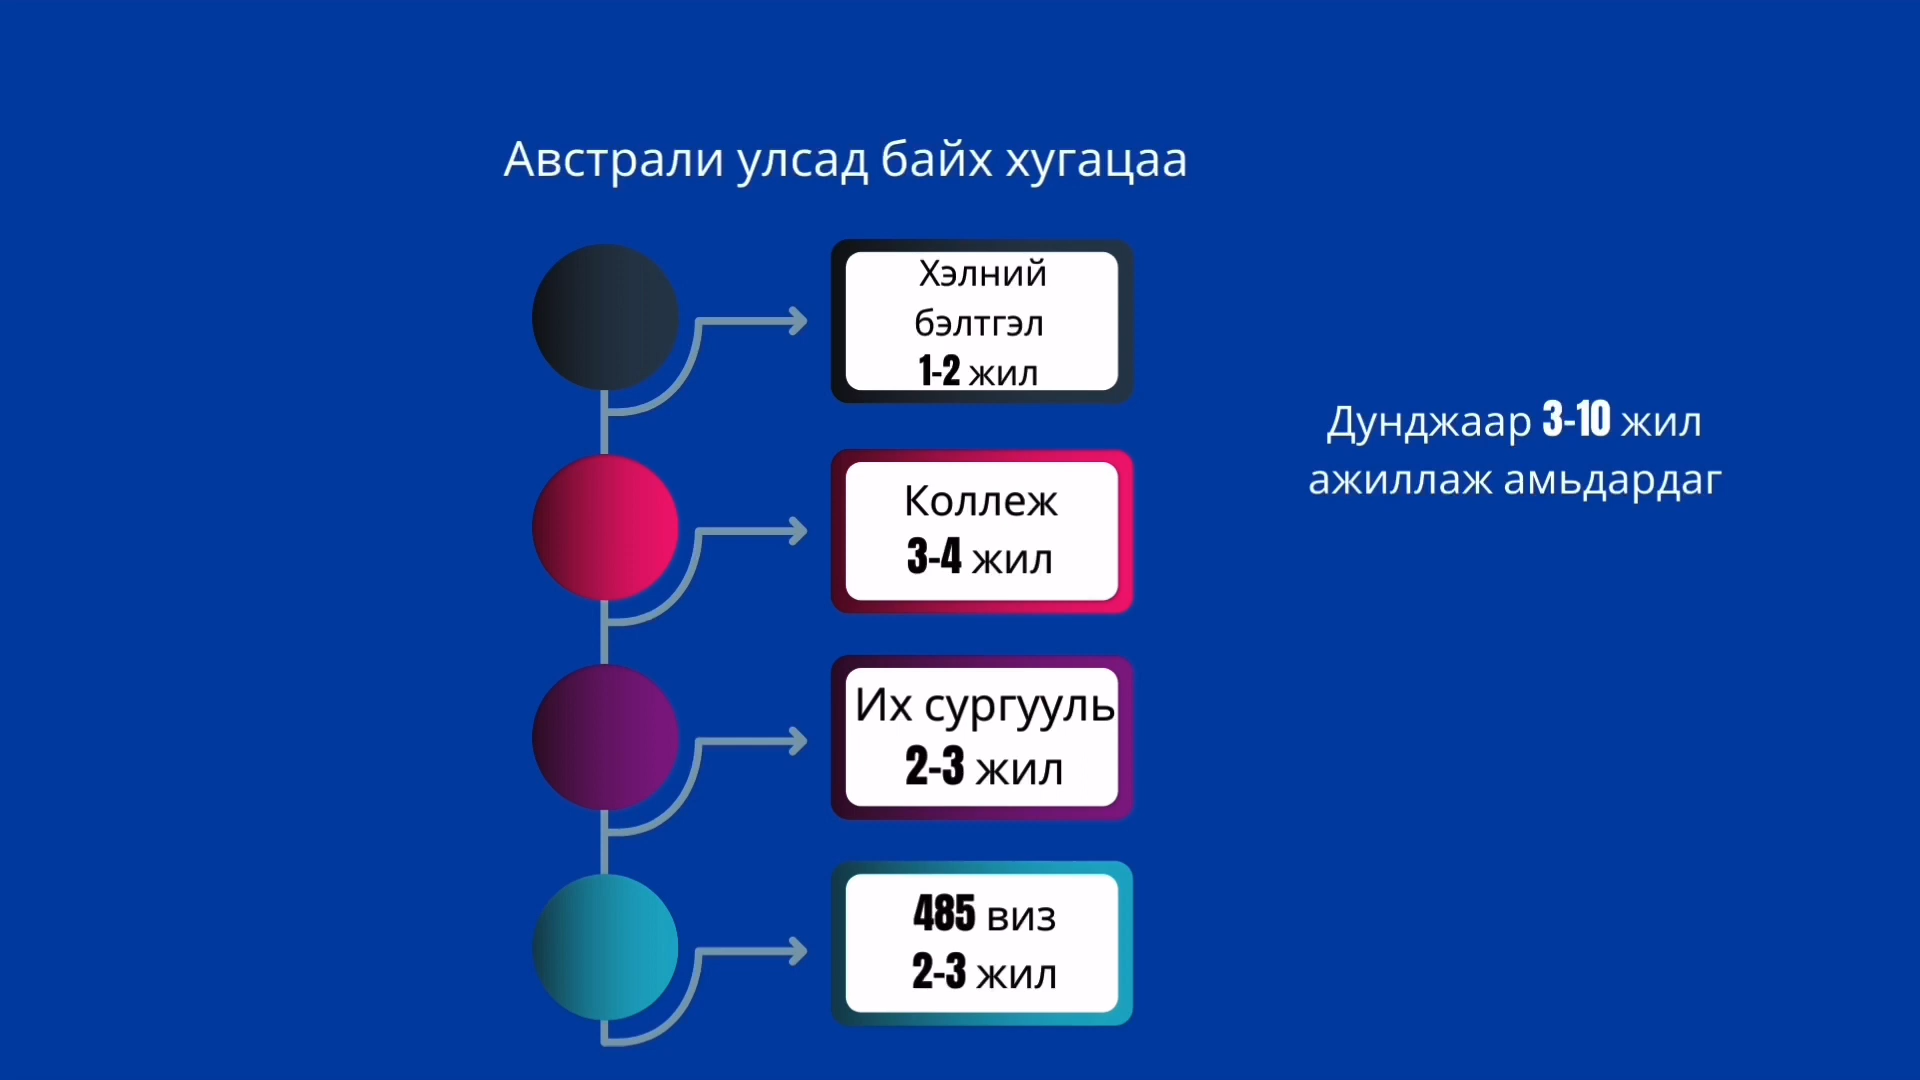 Австрали улсад байх хугацаа
Хэлний
бэлтгэл
1-2 жил
Коллеж
3-4 жил
Их сургууль
2-3 жил
485 виз
2-3 жил
Дунджаар 3-10 жил
ажиллаж амьдардаг